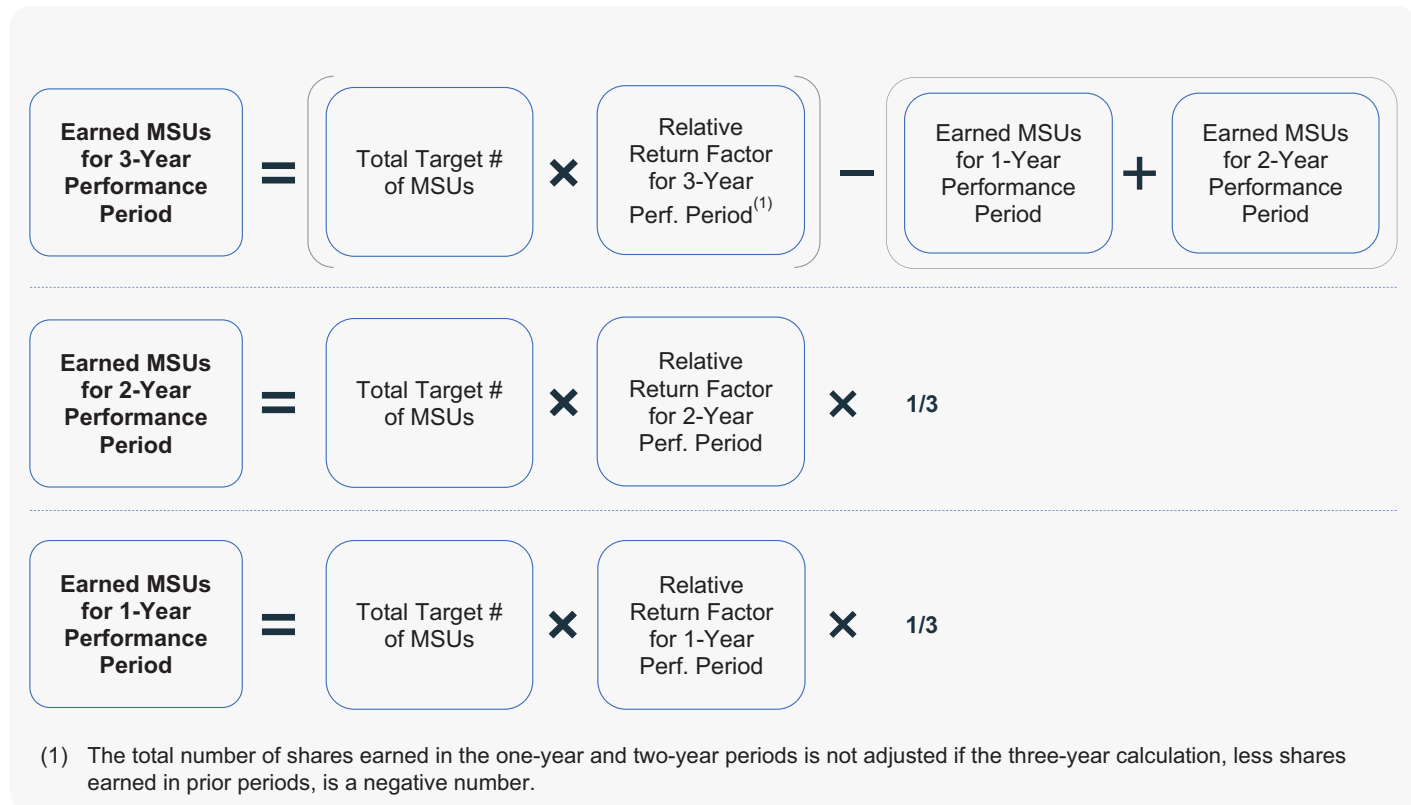 Earned MSUs
for 3-Year
Performance
Period
=
Total Target #
of MSUs
×
Relative
Return Factor
for 3-Year
Perf. Period(1)
−
Earned MSUs
for 1-Year
Performance
Period
+
Earned MSUs
for 2-Year
Performance
Period
Earned MSUs
for 2-Year
Performance
Period
=
Total Target #
of MSUs
×
Relative
Return Factor
for 2-Year
Perf. Period
×
1/3
Earned MSUs
for 1-Year
Performance
Period
=
Total Target #
of MSUs
×
Relative
Return Factor
for 1-Year
Perf. Period
×
1/3
(1) The total number of shares earned in the one-year and two-year periods is not adjusted if the three-year calculation, less shares
earned in prior periods, is a negative number.